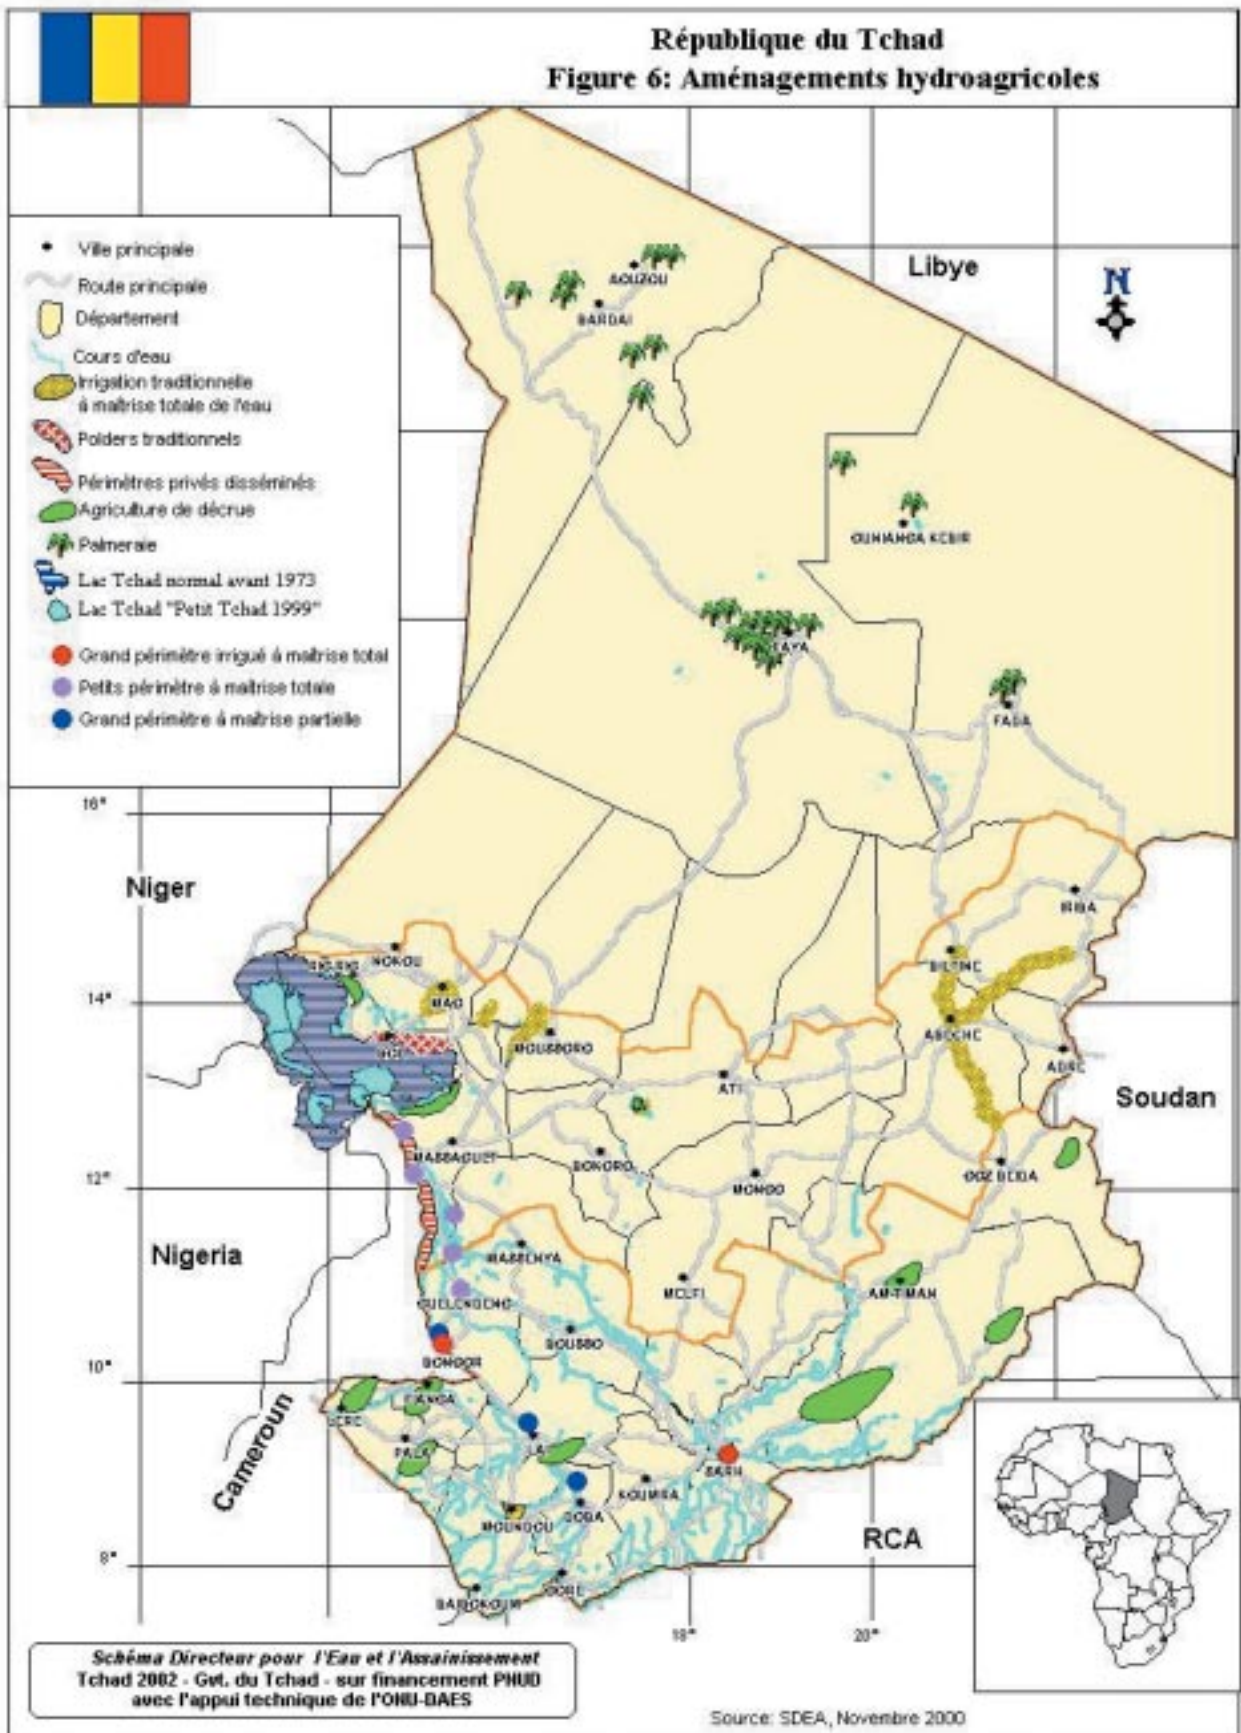 République du Tchad
Figure 6: Aménagements hydroagricoles
Libye
N
Ville principale
Route principale
Département
Cours d'eau
Irrigation traditionnelle
à maîtrise totale de l'eau
Polders traditionnels
Périmètres privés disséminés
Agriculture de décrue
Palmeraie
Lac Tchad normal avant 1973
Lac Tchad "Petit Tchad 1999"
Grand périmètre irrigué à maîtrise total
Petits périmètre à maîtrise totale
Grand périmètre à maîtrise partielle
AOUZOU
BARDAI
OUNIANGA KEBIR
FAYA
FADA
16°
Niger
IRIBA
BILTINE
NOKOU
MAO
14°
MOUSSORO
ABECHE
ADRE
ATI
Soudan
MASSAGUET
BOKORO
MONGO
12°
Nigeria
MASSENYA
MELFI
AM-TIMAN
BOUSSO
BONGOR
10°
Cameroun
FIANGA
LERE
PALA
LAI
SARH
KOUMRA
DOBA
MOUNDOU
RCA
8°
GORE
BAIBOKOUM
18°
20°
Schéma Directeur pour l'Eau et l'Assainissement
Tchad 2002 - Gvt. du Tchad - sur financement PNUD
avec l'appui technique de l'ONU-DAES
Source: SDEA, Novembre 2000